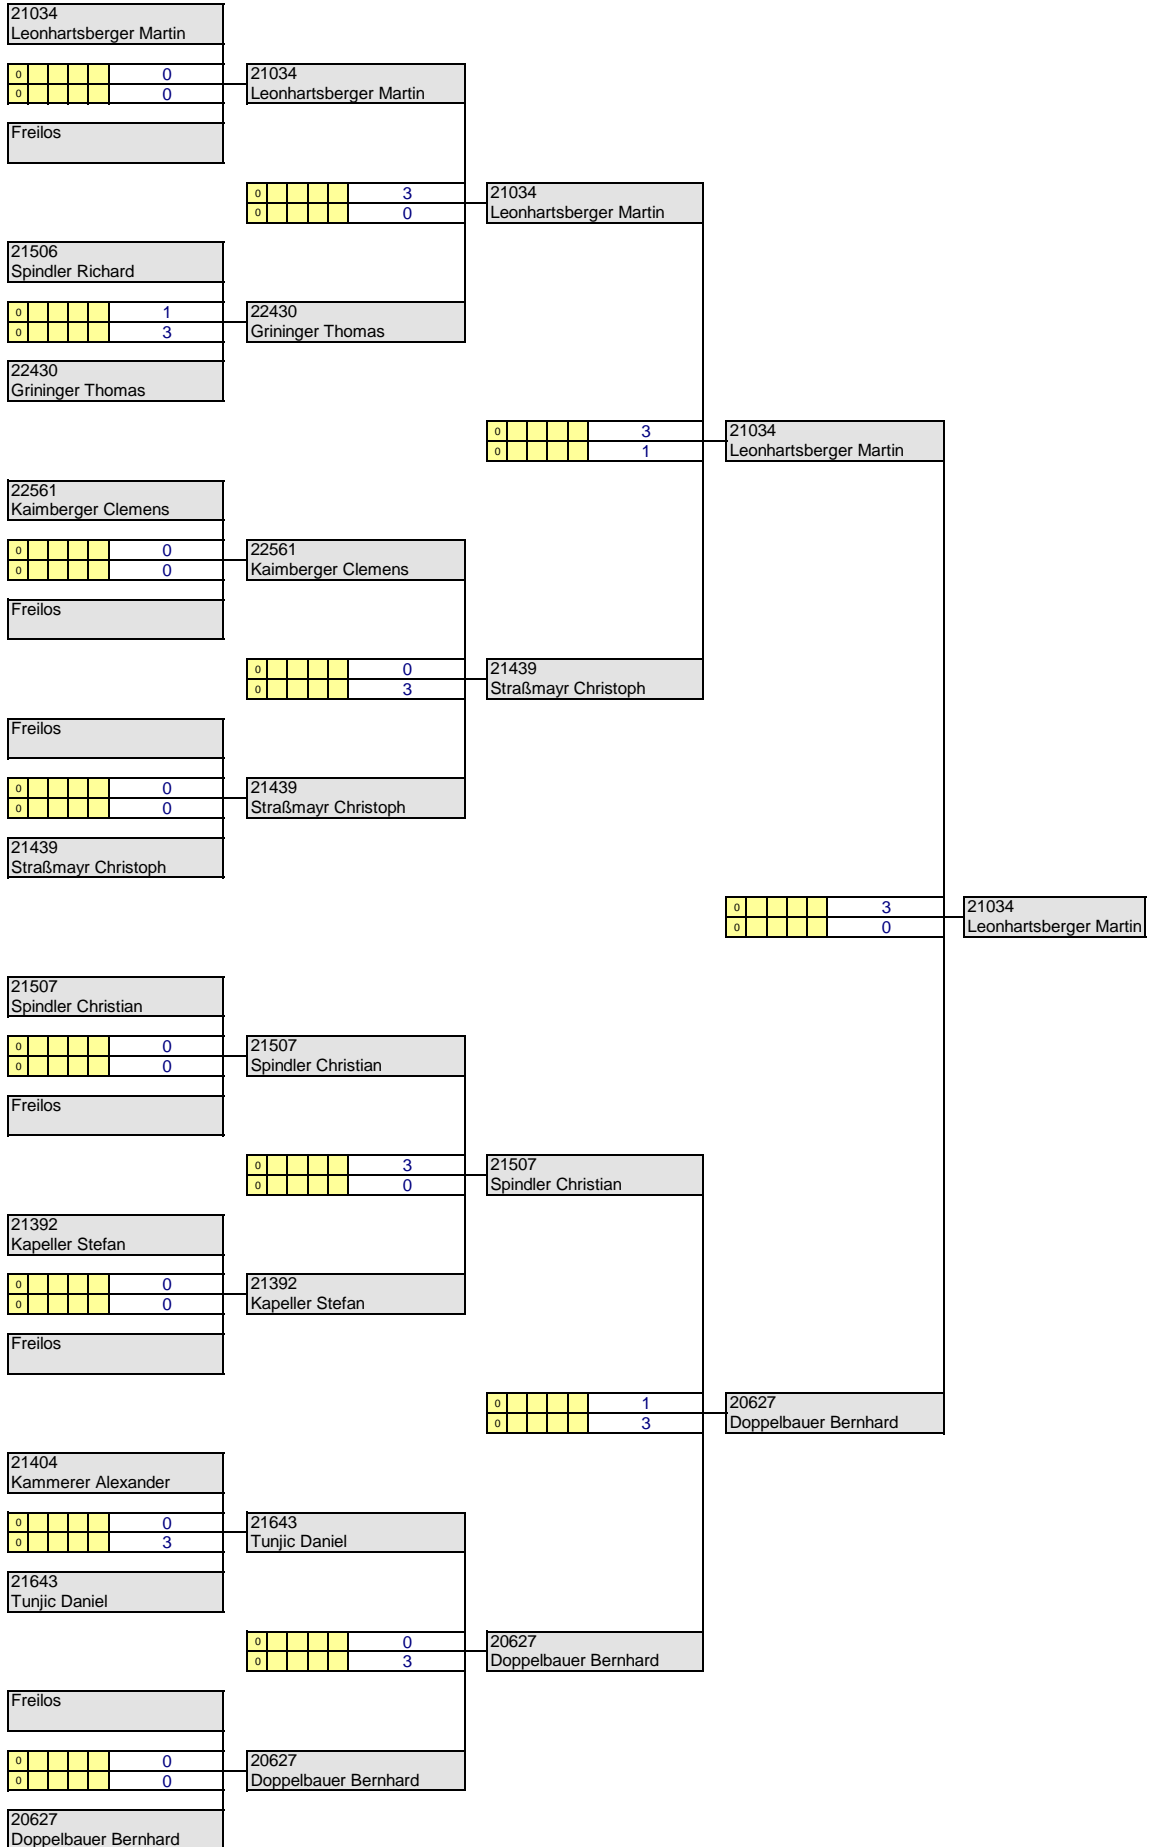 21034
Leonhartsberger Martin
0 0
0 0
21034
Leonhartsberger Martin
Freilos
0 3
0 0
21034
Leonhartsberger Martin
21506
Spindler Richard
0 1
0 3
22430
Grininger Thomas
22430
Grininger Thomas
0 3
0 1
21034
Leonhartsberger Martin
22561
Kaimberger Clemens
0 0
0 0
22561
Kaimberger Clemens
Freilos
0 0
0 3
21439
Straßmayr Christoph
Freilos
0 0
0 0
21439
Straßmayr Christoph
21439
Straßmayr Christoph
0 3
0 0
21034
Leonhartsberger Martin
21507
Spindler Christian
0 0
0 0
21507
Spindler Christian
Freilos
0 3
0 0
21507
Spindler Christian
21392
Kapeller Stefan
0 0
0 0
21392
Kapeller Stefan
Freilos
0 1
0 3
20627
Doppelbauer Bernhard
21404
Kammerer Alexander
0 0
0 3
21643
Tunjic Daniel
21643
Tunjic Daniel
0 0
0 3
20627
Doppelbauer Bernhard
Freilos
0 0
0 0
20627
Doppelbauer Bernhard
20627
Doppelbauer Bernhard